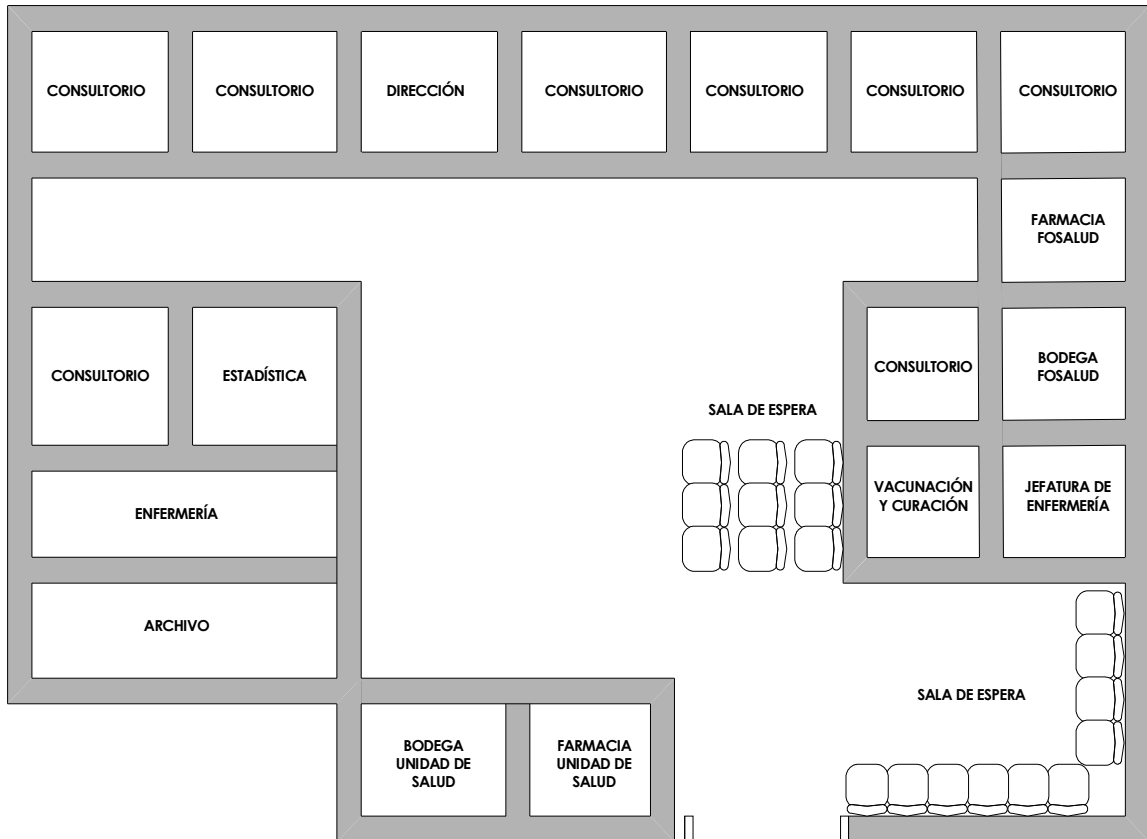 CONSULTORIO
CONSULTORIO
DIRECCIÓN
CONSULTORIO
CONSULTORIO
CONSULTORIO
CONSULTORIO
FARMACIA
FOSALUD
CONSULTORIO
ESTADÍSTICA
CONSULTORIO
BODEGA
FOSALUD
SALA DE ESPERA
ENFERMERÍA
VACUNACIÓN
Y CURACIÓN
JEFATURA DE
ENFERMERÍA
ARCHIVO
SALA DE ESPERA
BODEGA
UNIDAD DE
SALUD
FARMACIA
UNIDAD DE
SALUD